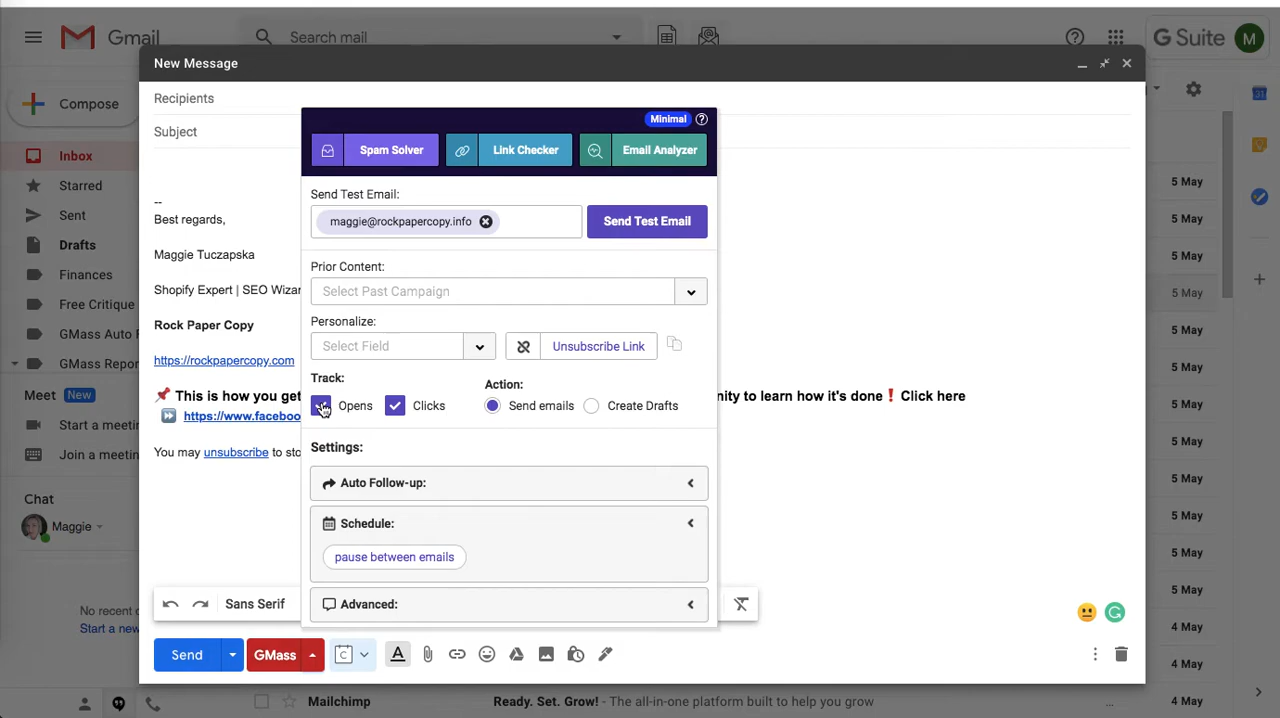 Gmail
Search mail
G Suite
M
New Message
Compose
Recipients
Subject
Inbox
Starred
Sent
Drafts
Finances
Free Critique
GMass Auto F
GMass Repor
Meet New
Start a meeti
Join a meetin
Chat
Maggie
No recent c
Start a new
--
Best regards,
Maggie Tuczapska
Shopify Expert | SEO Wizar
Rock Paper Copy
https://rockpapercopy.com
📌 This is how you get
nity to learn how it's done❗ Click here
⏩ https://www.faceboo
You may unsubscribe to sto
Minimal
Spam Solver
Link Checker
Email Analyzer
Send Test Email:
maggie@rockpapercopy.info
Send Test Email
Prior Content:
Select Past Campaign
Personalize:
Select Field
Unsubscribe Link
Track:
Action:
Opens
Clicks
Send emails
Create Drafts
Settings:
Auto Follow-up:
Schedule:
pause between emails
Advanced:
Sans Serif
Send
GMass
C
A
5 May
5 May
5 May
5 May
5 May
5 May
5 May
5 May
5 May
5 May
5 May
5 May
4 May
4 May
Mailchimp
Ready. Set. Grow! - The all-in-one platform built to help you grow
...
4 May
31